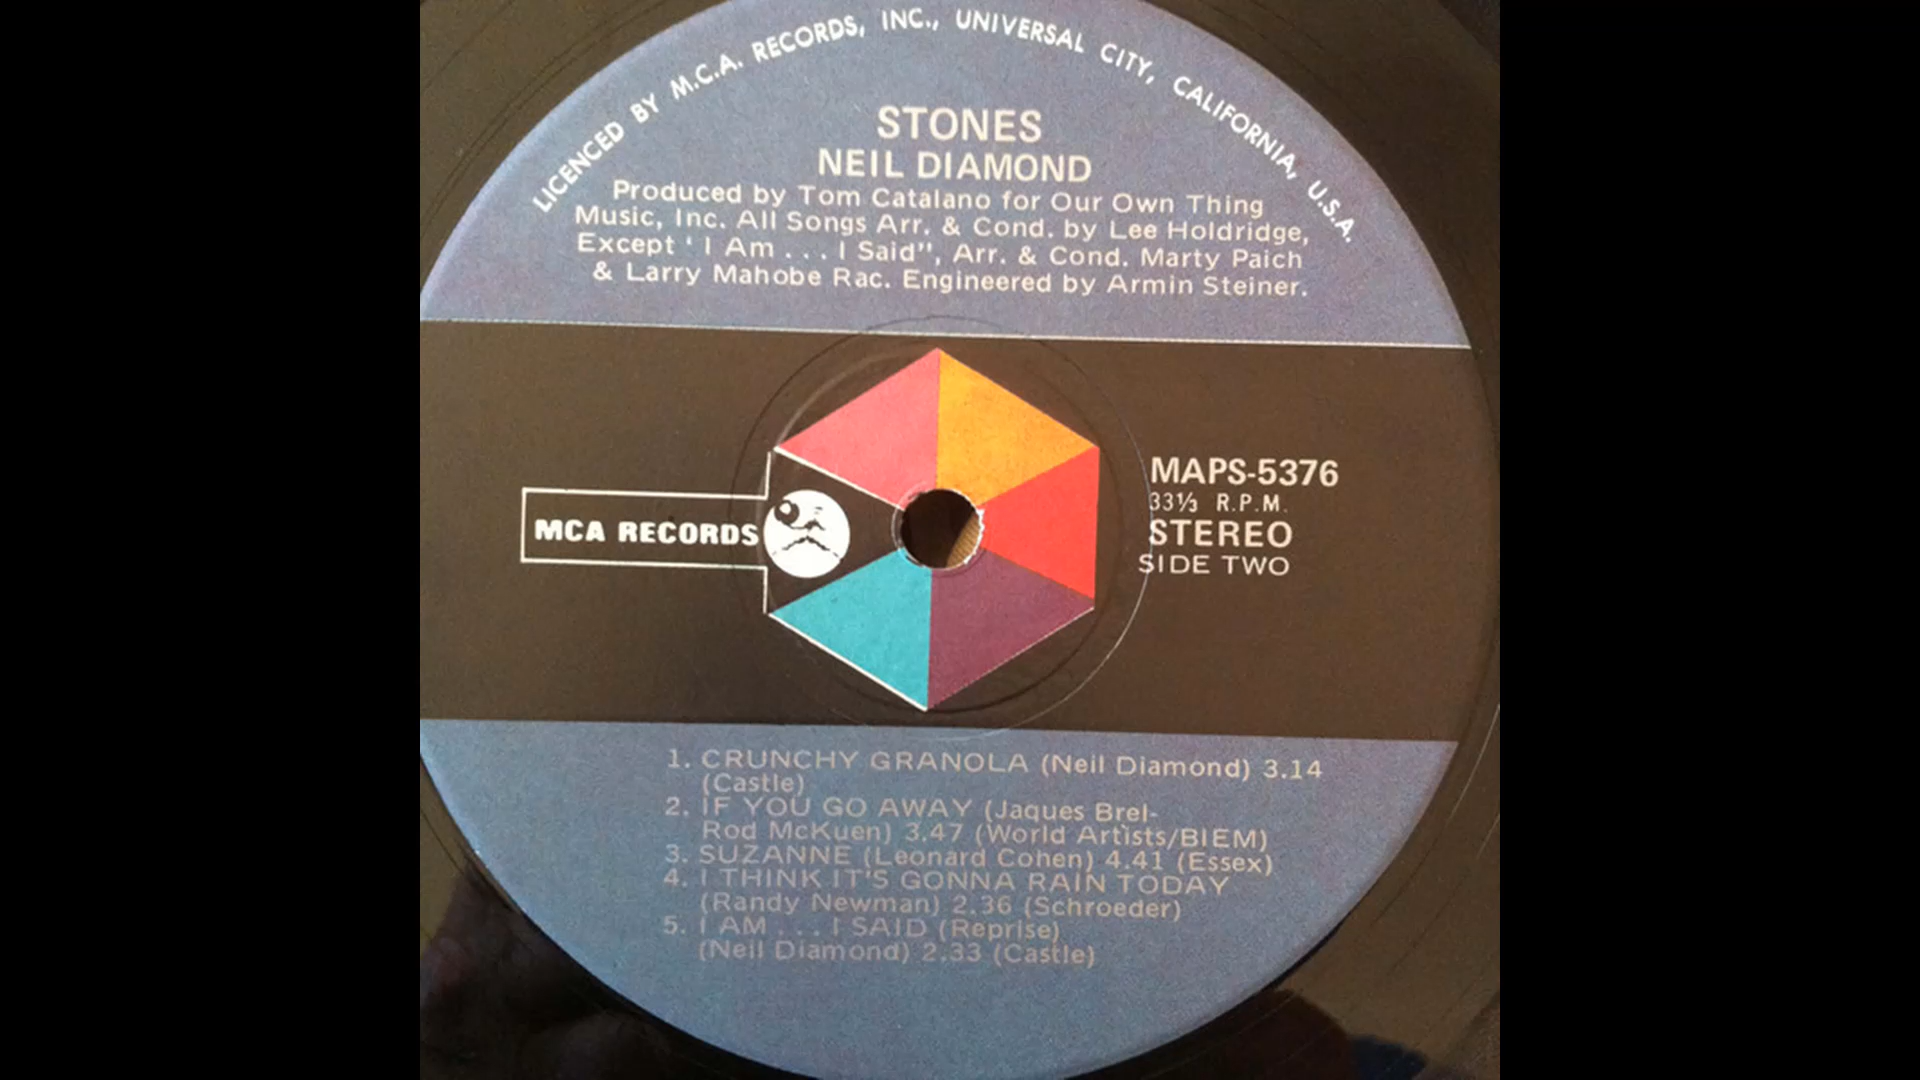 LICENCED BY M.C.A. RECORDS, INC., UNIVERSAL CITY, CALIFORNIA, U.S.A.
STONES
NEIL DIAMOND
Produced by Tom Catalano for Our Own Thing
Music, Inc. All Songs Arr. & Cond. by Lee Holdridge,
Except ‘ I Am . . . I Said”, Arr. & Cond. Marty Paich
& Larry Mahobe Rac. Engineered by Armin Steiner.
MCA RECORDS
MAPS-5376
33⅓ R.P.M.
STEREO
SIDE TWO
1. CRUNCHY GRANOLA (Neil Diamond) 3.14
(Castle)
2. IF YOU GO AWAY (Jaques Brel-
Rod McKuen) 3.47 (World Artists/BIEM)
3. SUZANNE (Leonard Cohen) 4.41 (Essex)
4. I THINK IT'S GONNA RAIN TODAY
(Randy Newman) 2.36 (Schroeder)
5. I AM . . . I SAID (Reprise)
(Neil Diamond) 2.33 (Castle)